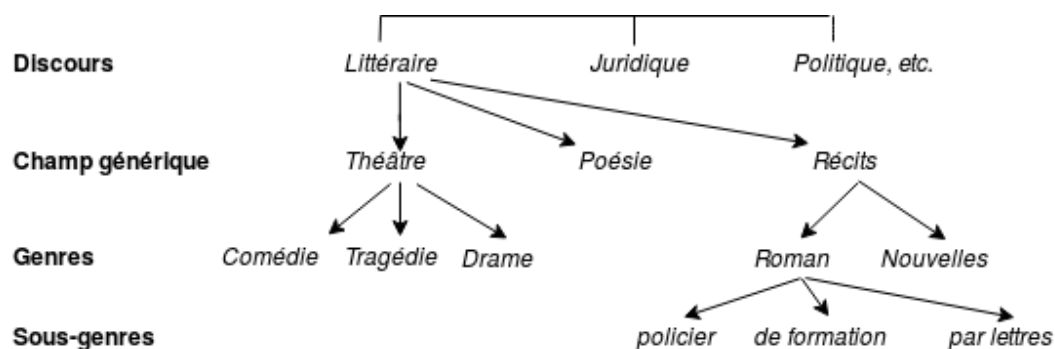 Discours Littéraire Juridique Politique, etc.
Champ générique Théâtre Poésie Récits
Genres Comédie Tragédie Drame Roman Nouvelles
Sous-genres policier de formation par lettres